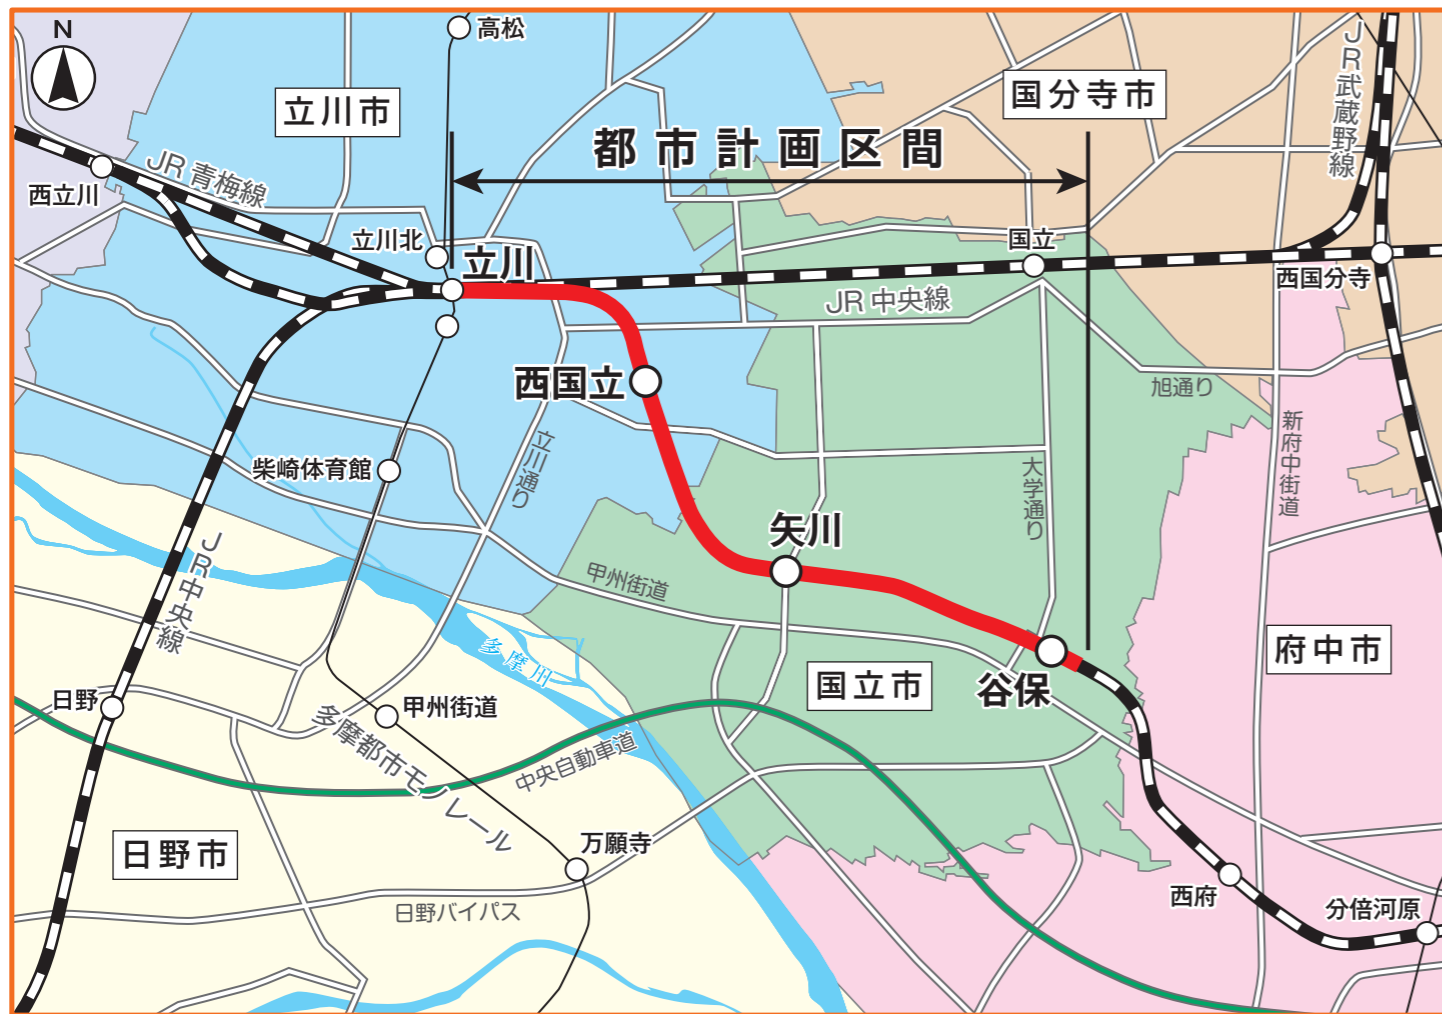 N
高松
立川市
国分寺市
JR武蔵野線
都市計画区間
JR青梅線
西立川
立川北
立川
国立
西国分寺
JR中央線
西国立
旭通り
新府中街道
立川通り
大学通り
柴崎体育館
矢川
JR中央線
甲州街道
多摩川
府中市
国立市
谷保
日野
甲州街道
多摩都市モノレール
中央自動車道
日野市
万願寺
西府
分倍河原
日野バイパス